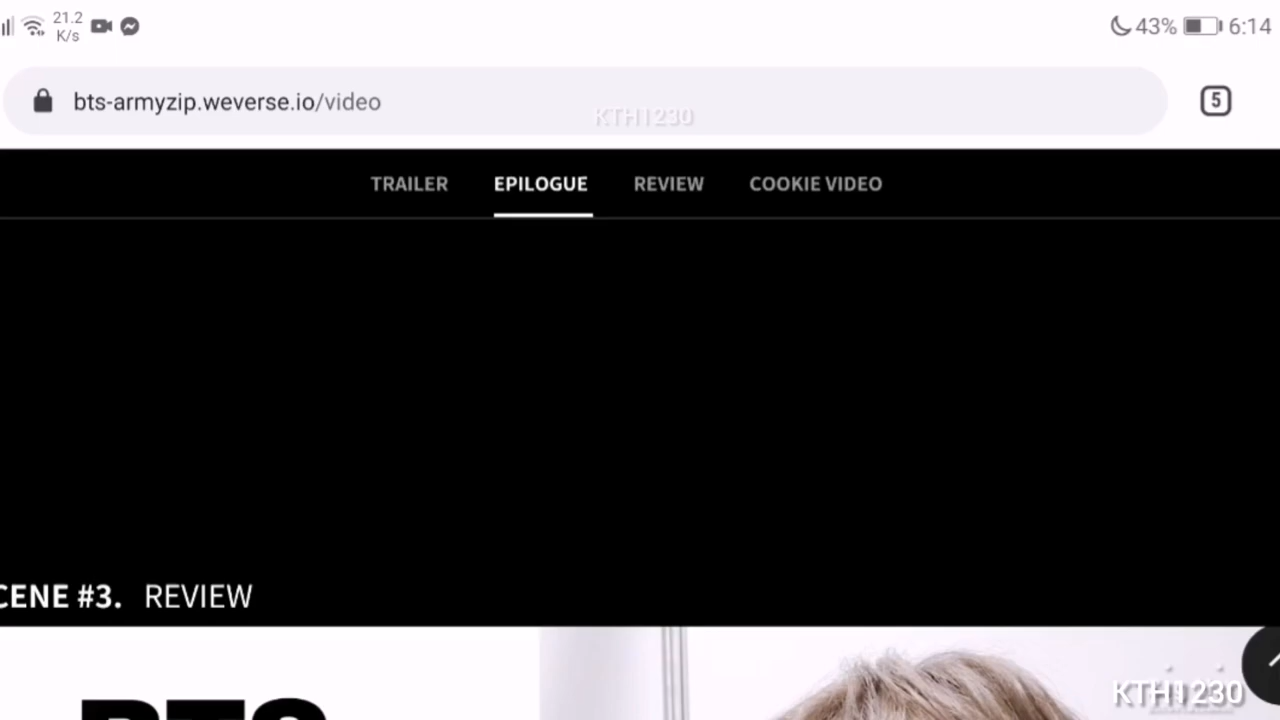 21.2
K/s
43%
6:14
bts-armyzip.weverse.io/video
5
KTH1230
TRAILER EPILOGUE REVIEW COOKIE VIDEO
CENE #3. REVIEW
BTS
KTH1230